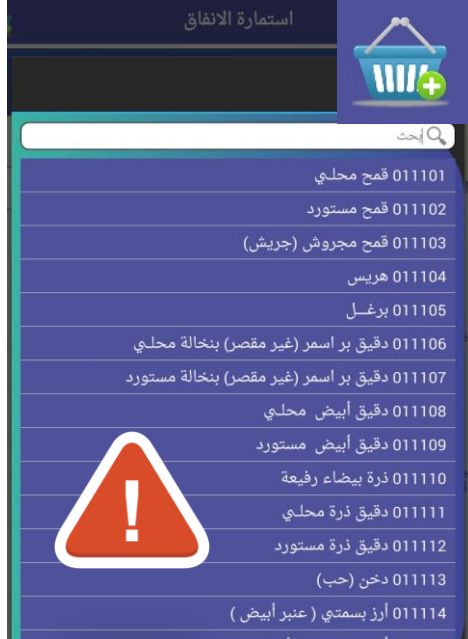 استمارة الانفاق
إبحث
011101 قمح محلي
011102 قمح مستورد
011103 قمح مجروش (جريش)
011104 هريس
011105 برغــل
011106 دقيق بر اسمر (غير مقصر) بنخالة محلي
011107 دقيق بر اسمر (غير مقصر) بنخالة مستورد
011108 دقيق أبيض محلي
011109 دقيق أبيض مستورد
011110 ذرة بيضاء رفيعة
011111 دقيق ذرة محلي
011112 دقيق ذرة مستورد
011113 دخن (حب)
011114 أرز بسمتي ( عنبر أبيض )